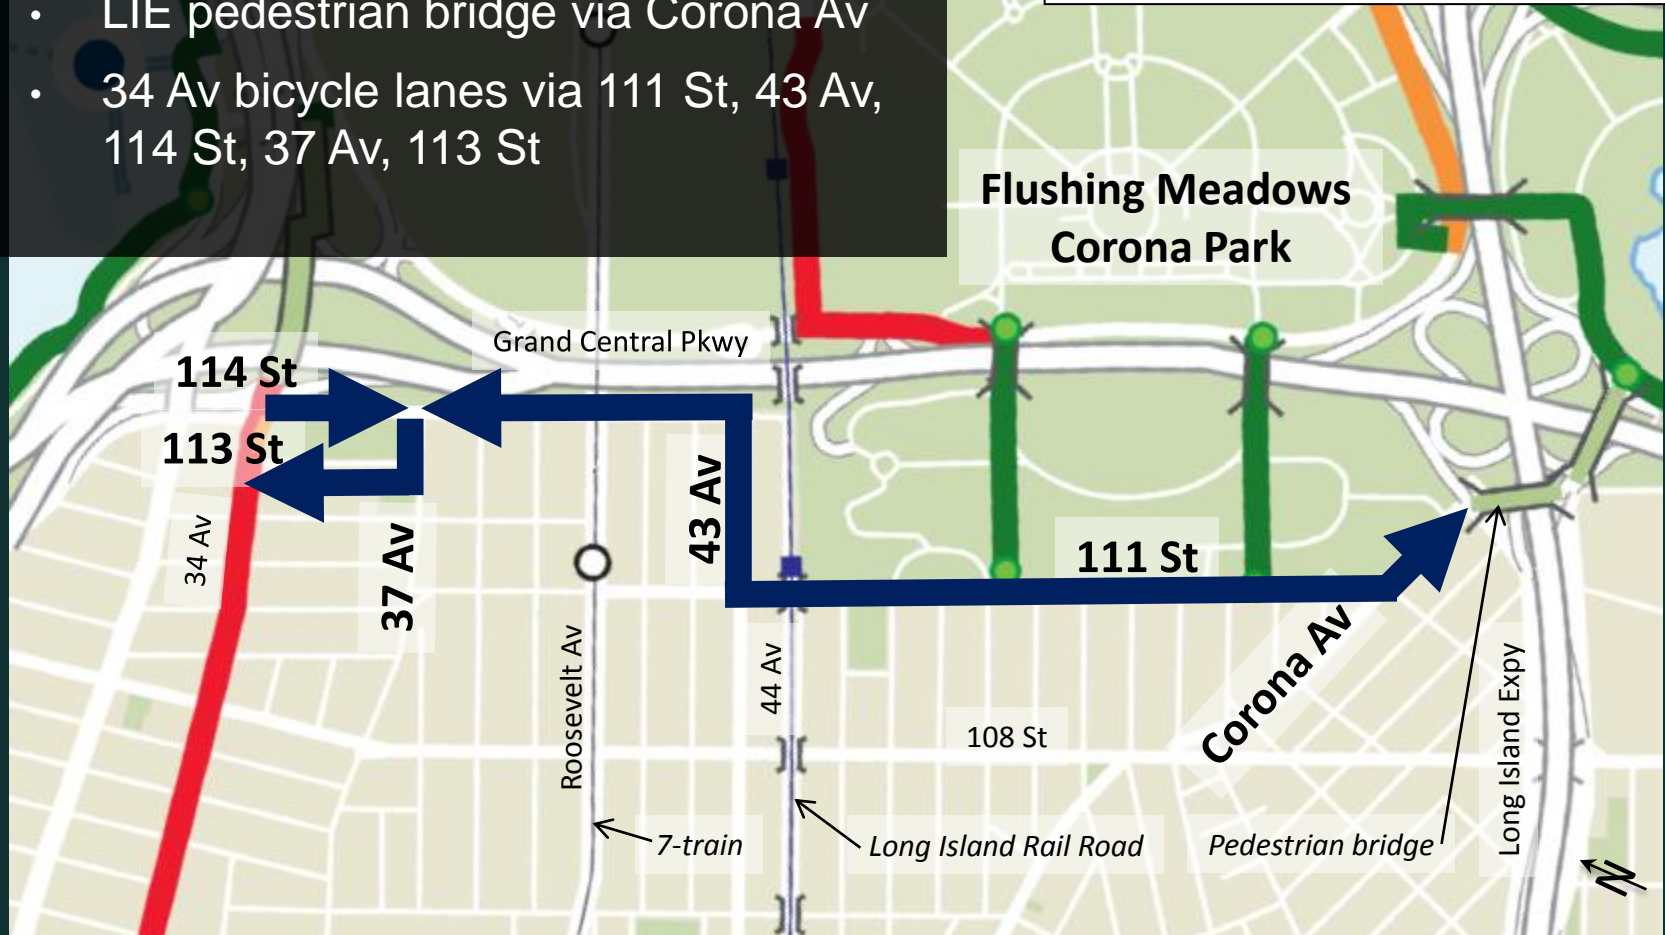 • LIE pedestrian bridge via Corona Av
• 34 Av bicycle lanes via 111 St, 43 Av,
114 St, 37 Av, 113 St
Flushing Meadows
Corona Park
Grand Central Pkwy
114 St
113 St
34 Av
37 Av
43 Av
111 St
Corona Av
Roosevelt Av
44 Av
108 St
Long Island Expy
7-train
Long Island Rail Road
Pedestrian bridge
N